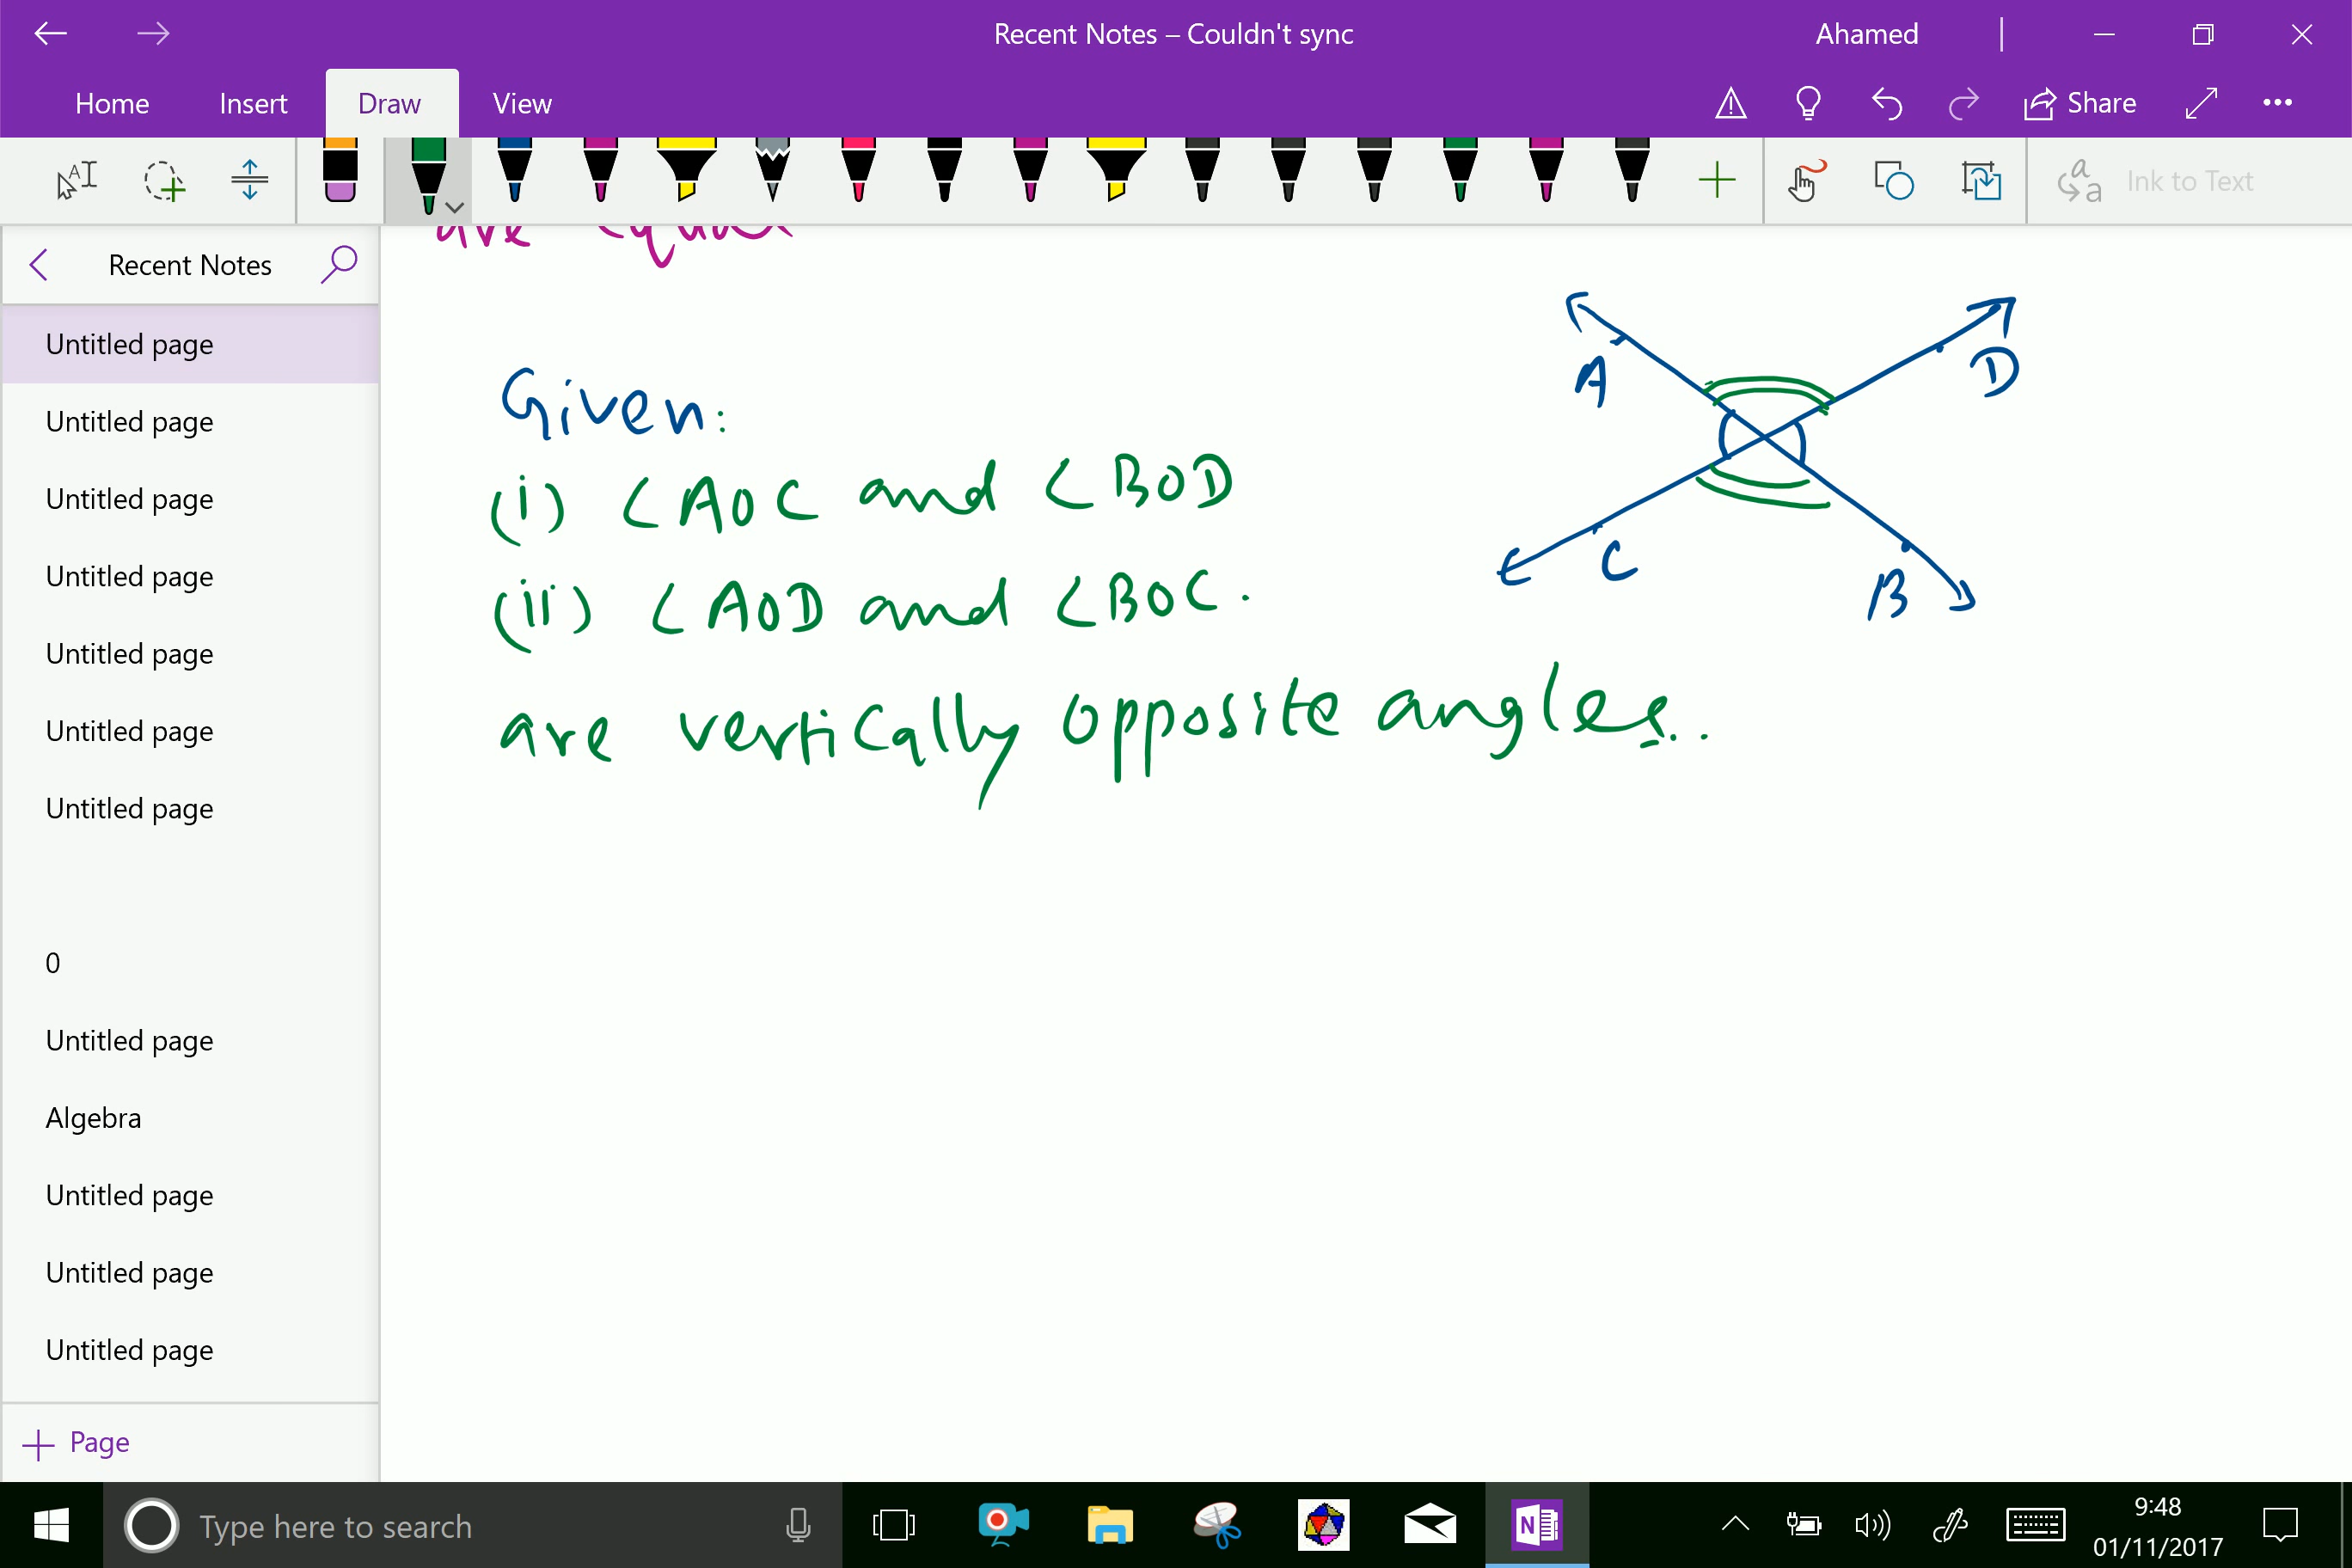 Recent Notes – Couldn't sync
Ahamed
Home Insert Draw View
Share
Ink to Text
Recent Notes
Untitled page
Untitled page
Untitled page
Untitled page
Untitled page
Untitled page
Untitled page
0
Untitled page
Algebra
Untitled page
Untitled page
Untitled page
Page
are equal
Given:
(i) ∠AOC and ∠BOD
(ii) ∠AOD and ∠BOC.
are vertically opposite angles..
A
D
C
B
Type here to search
9:48
01/11/2017